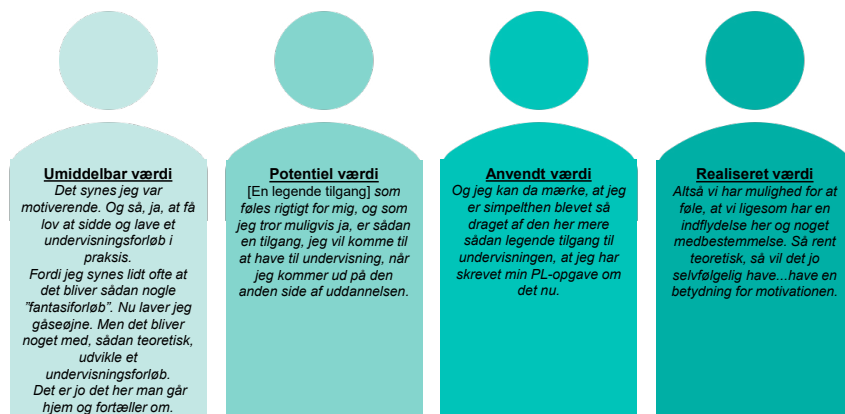 Umiddelbar værdi
Det synes jeg var
motiverende. Og så, ja, at få
lov at sidde og lave et
undervisningsforløb i
praksis.
Fordi jeg synes lidt ofte at
det bliver sådan nogle
”fantasiforløb”. Nu laver jeg
gåseøjne. Men det bliver
noget med, sådan teoretisk,
udvikle et
undervisningsforløb.
Det er jo det her man går
hjem og fortæller om.
Potentiel værdi
[En legende tilgang] som
føles rigtigt for mig, og som
jeg tror muligvis ja, er sådan
en tilgang, jeg vil komme til
at have til undervisning, når
jeg kommer ud på den
anden side af uddannelsen.
Anvendt værdi
Og jeg kan da mærke, at jeg
er simpelthen blevet så
draget af den her mere
sådan legende tilgang til
undervisningen, at jeg har
skrevet min PL-opgave om
det nu.
Realiseret værdi
Altså vi har mulighed for at
føle, at vi ligesom har en
indflydelse her og noget
medbestemmelse. Så rent
teoretisk, så vil det jo
selvfølgelig have...have en
betydning for motivationen.